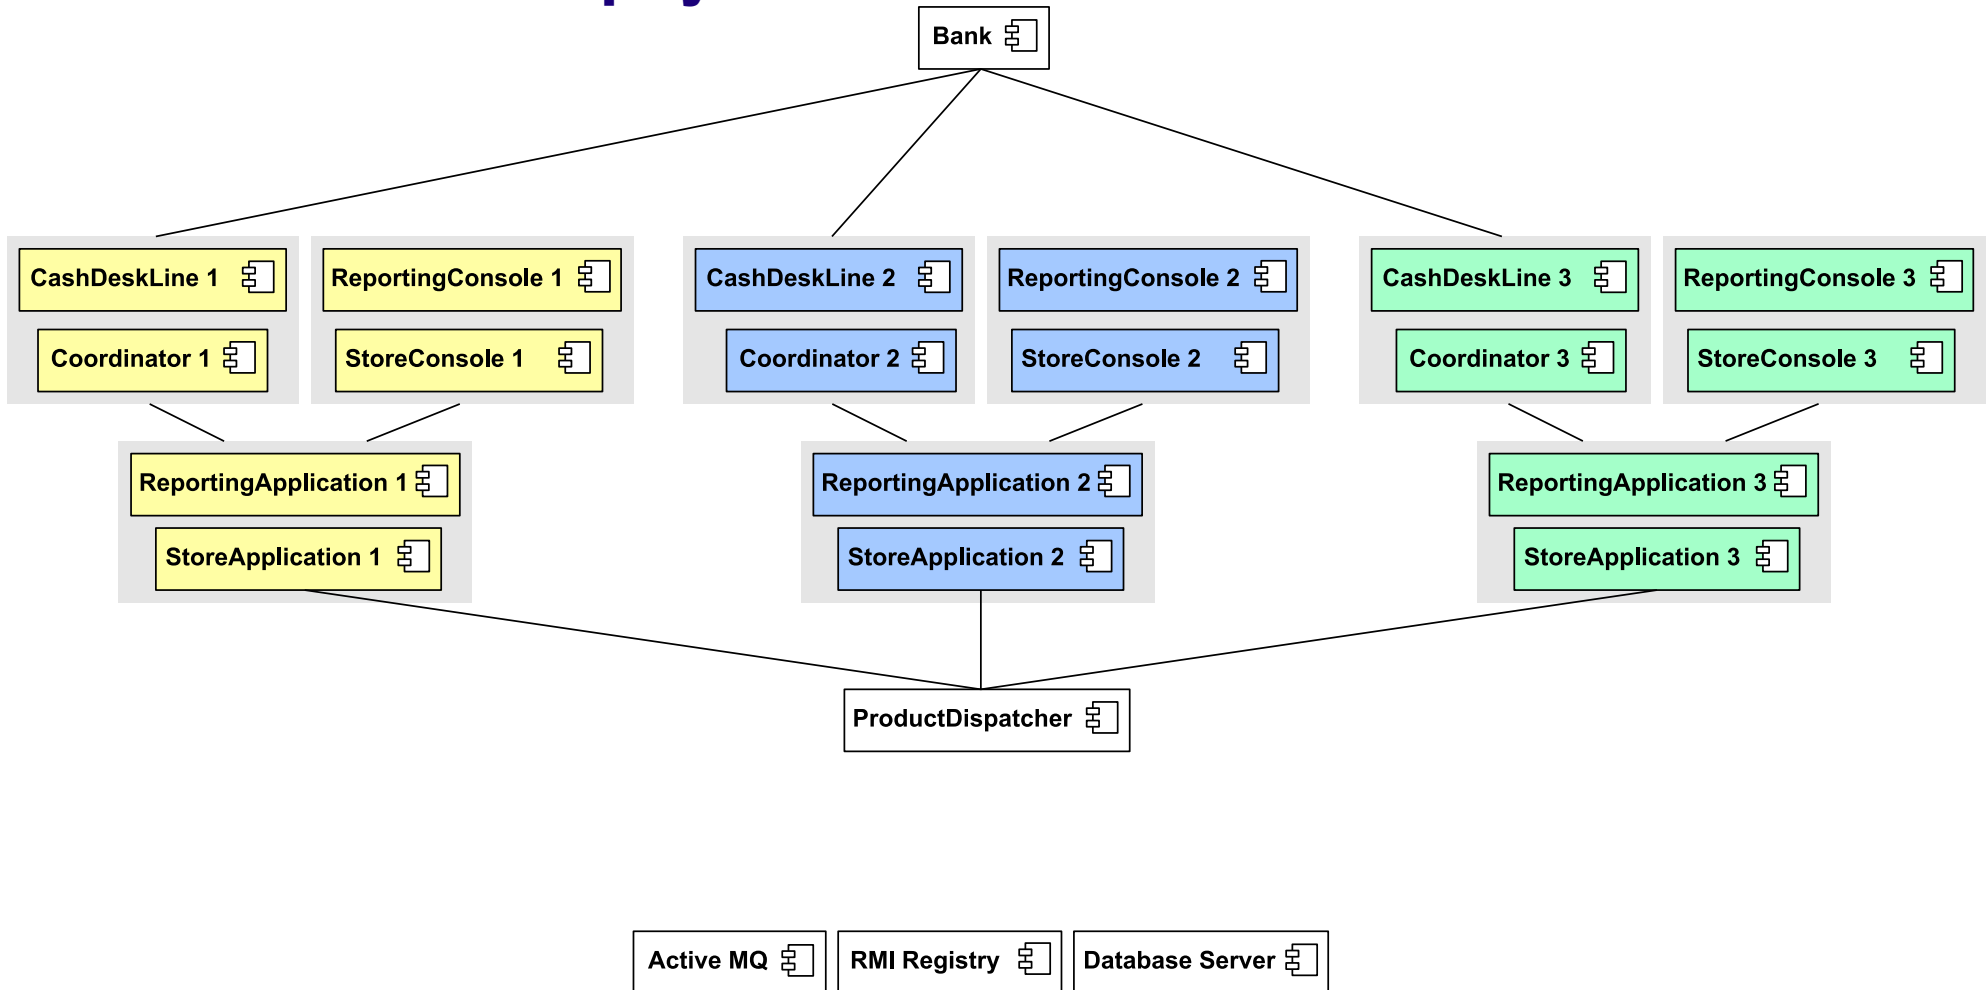 Bank
CashDeskLine 1
ReportingConsole 1
CashDeskLine 2
ReportingConsole 2
CashDeskLine 3
ReportingConsole 3
Coordinator 1
StoreConsole 1
Coordinator 2
StoreConsole 2
Coordinator 3
StoreConsole 3
ReportingApplication 1
ReportingApplication 2
ReportingApplication 3
StoreApplication 1
StoreApplication 2
StoreApplication 3
ProductDispatcher
Active MQ
RMI Registry
Database Server